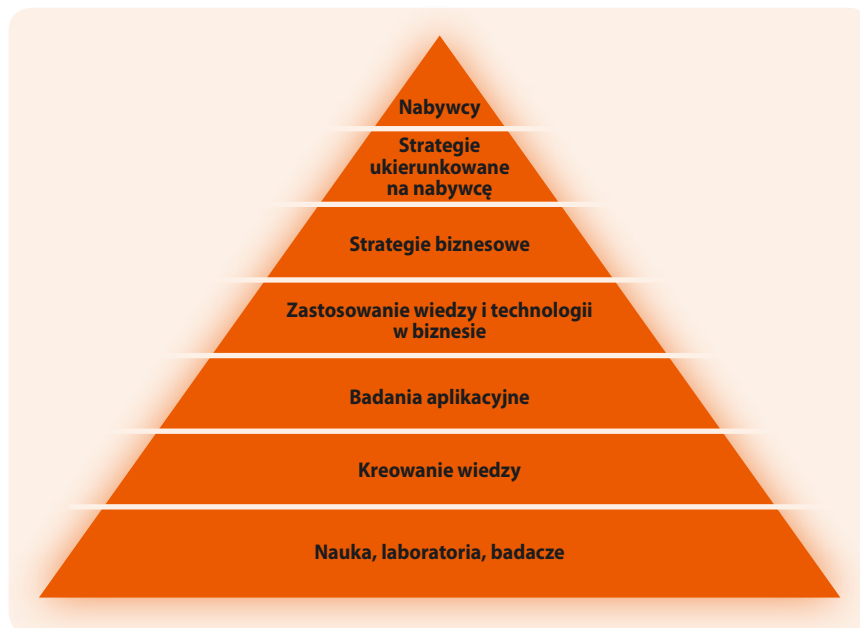 Nabywcy
Strategie
ukierunkowane
na nabywcę
Strategie biznesowe
Zastosowanie wiedzy i technologii
w biznesie
Badania aplikacyjne
Kreowanie wiedzy
Nauka, laboratoria, badacze